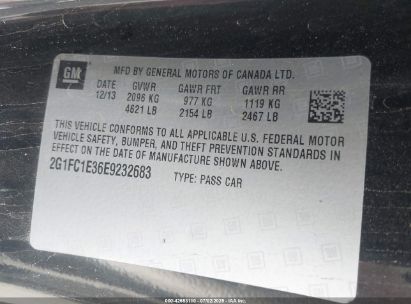 GM
MFD BY GENERAL MOTORS OF CANADA LTD.
DATE GVWR GAWR FRT GAWR RR
12/13 2096 KG 977 KG 1119 KG
4621 LB 2154 LB 2467 LB
THIS VEHICLE CONFORMS TO ALL APPLICABLE U.S. FEDERAL MOTOR
VEHICLE SAFETY, BUMPER, AND THEFT PREVENTION STANDARDS IN
EFFECT ON THE DATE OF MANUFACTURE SHOWN ABOVE.
2G1FC1E36E9232683
TYPE: PASS CAR